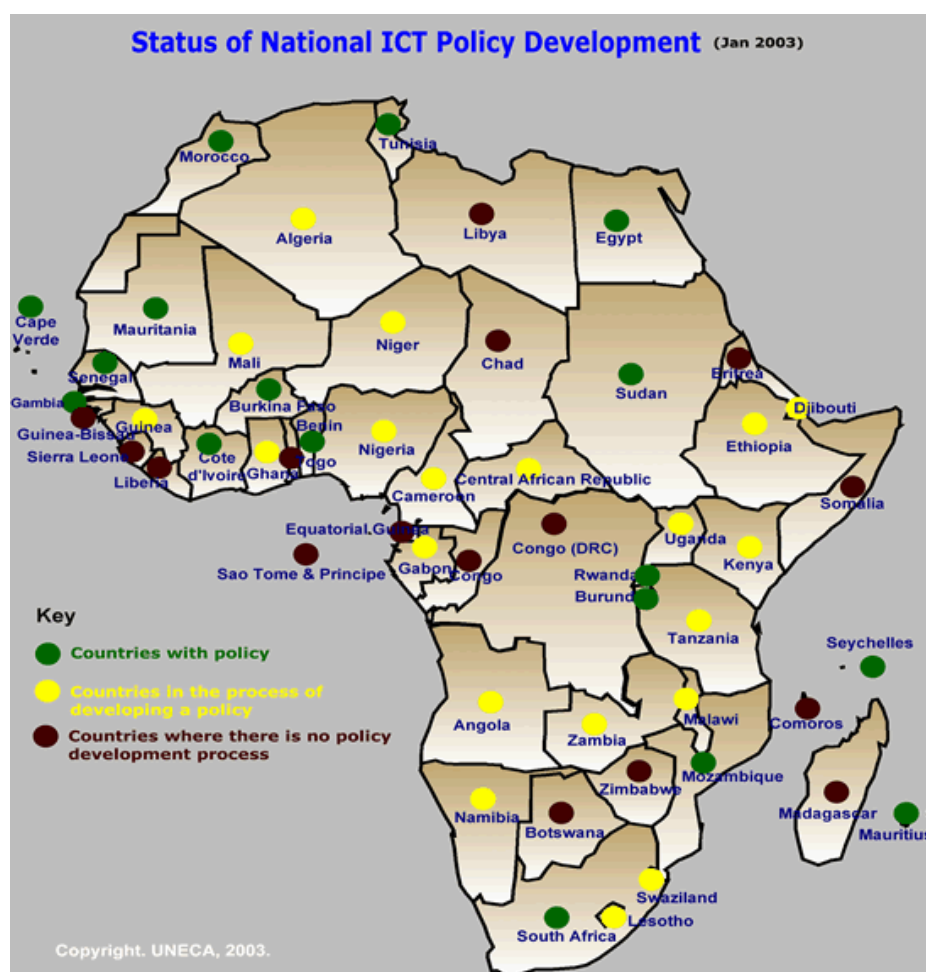 Status of National ICT Policy Development (Jan 2003)
Tunisia
Morocco
Algeria
Libya
Egypt
Cape
Verde
Mauritania
Mali
Niger
Chad
Eritrea
Senegal
Sudan
Gambia
Burkina Faso
Djibouti
Guinea-Bissau
Guinea
Benin
Nigeria
Ethiopia
Sierra Leone
Cote
d'Ivoire
Ghana
Togo
Liberia
Cameroon
Central African Republic
Somalia
Equatorial Guinea
Congo (DRC)
Uganda
Kenya
Sao Tome & Principe
Gabon
Congo
Rwanda
Burundi
Key
Tanzania
Seychelles
Countries with policy
Countries in the process of
developing a policy
Countries where there is no policy
development process
Angola
Zambia
Malawi
Comoros
Mozambique
Zimbabwe
Madagascar
Namibia
Botswana
Mauritius
Swaziland
Lesotho
South Africa
Copyright. UNECA, 2003.